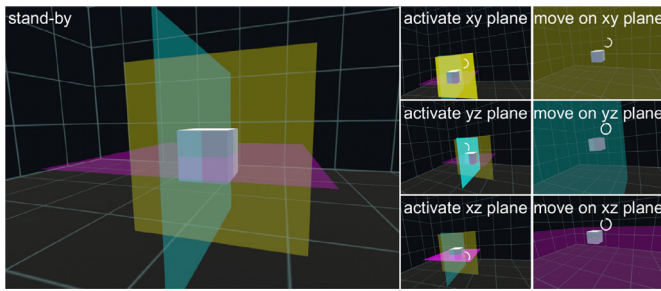 stand-by
activate xy plane
move on xy plane
activate yz plane
move on yz plane
activate xz plane
move on xz plane